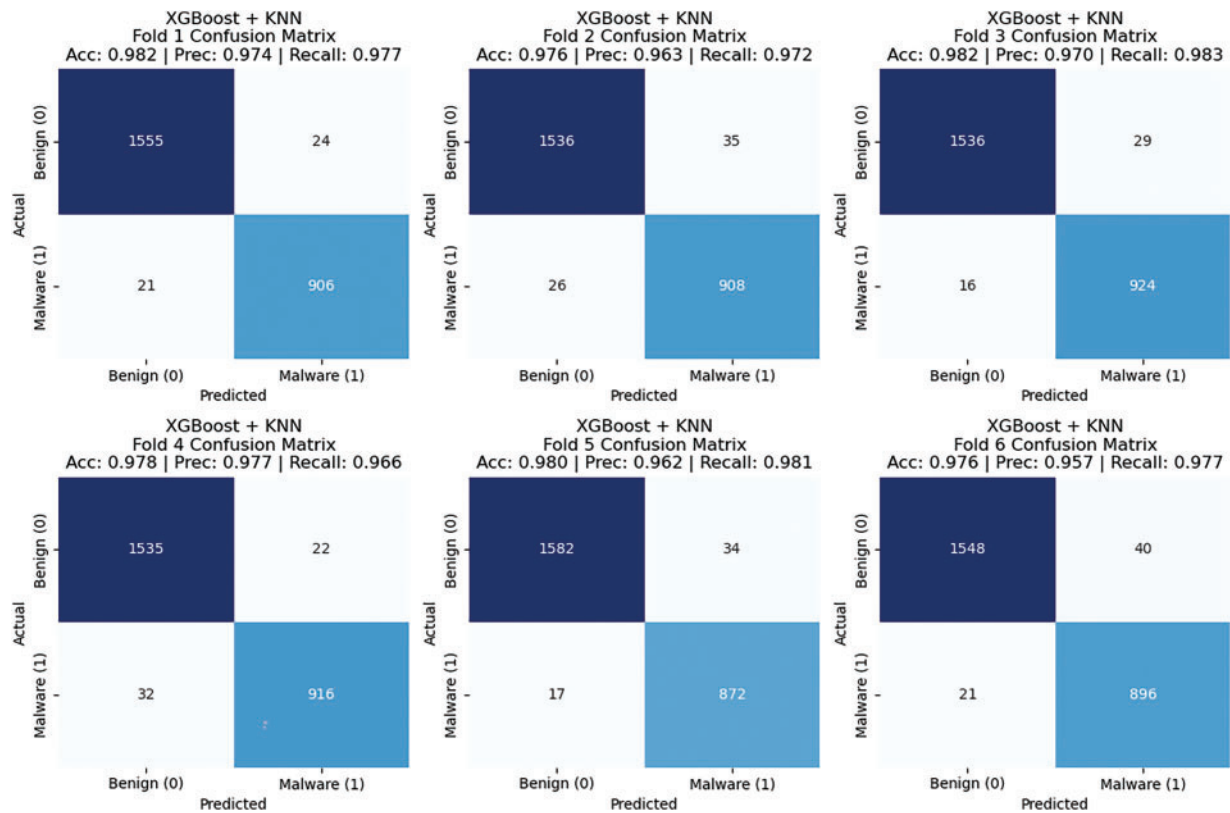 XGBoost + KNN
Fold 1 Confusion Matrix
Acc: 0.982 | Prec: 0.974 | Recall: 0.977
Benign (0)
1555
24
Actual
Malware (1)
21
906
Benign (0)
Malware (1)
Predicted
XGBoost + KNN
Fold 2 Confusion Matrix
Acc: 0.976 | Prec: 0.963 | Recall: 0.972
Benign (0)
1536
35
Actual
Malware (1)
26
908
Benign (0)
Malware (1)
Predicted
XGBoost + KNN
Fold 3 Confusion Matrix
Acc: 0.982 | Prec: 0.970 | Recall: 0.983
Benign (0)
1536
29
Actual
Malware (1)
16
924
Benign (0)
Malware (1)
Predicted
XGBoost + KNN
Fold 4 Confusion Matrix
Acc: 0.978 | Prec: 0.977 | Recall: 0.966
Benign (0)
1535
22
Actual
Malware (1)
32
916
Benign (0)
Malware (1)
Predicted
XGBoost + KNN
Fold 5 Confusion Matrix
Acc: 0.980 | Prec: 0.962 | Recall: 0.981
Benign (0)
1582
34
Actual
Malware (1)
17
872
Benign (0)
Malware (1)
Predicted
XGBoost + KNN
Fold 6 Confusion Matrix
Acc: 0.976 | Prec: 0.957 | Recall: 0.977
Benign (0)
1548
40
Actual
Malware (1)
21
896
Benign (0)
Malware (1)
Predicted